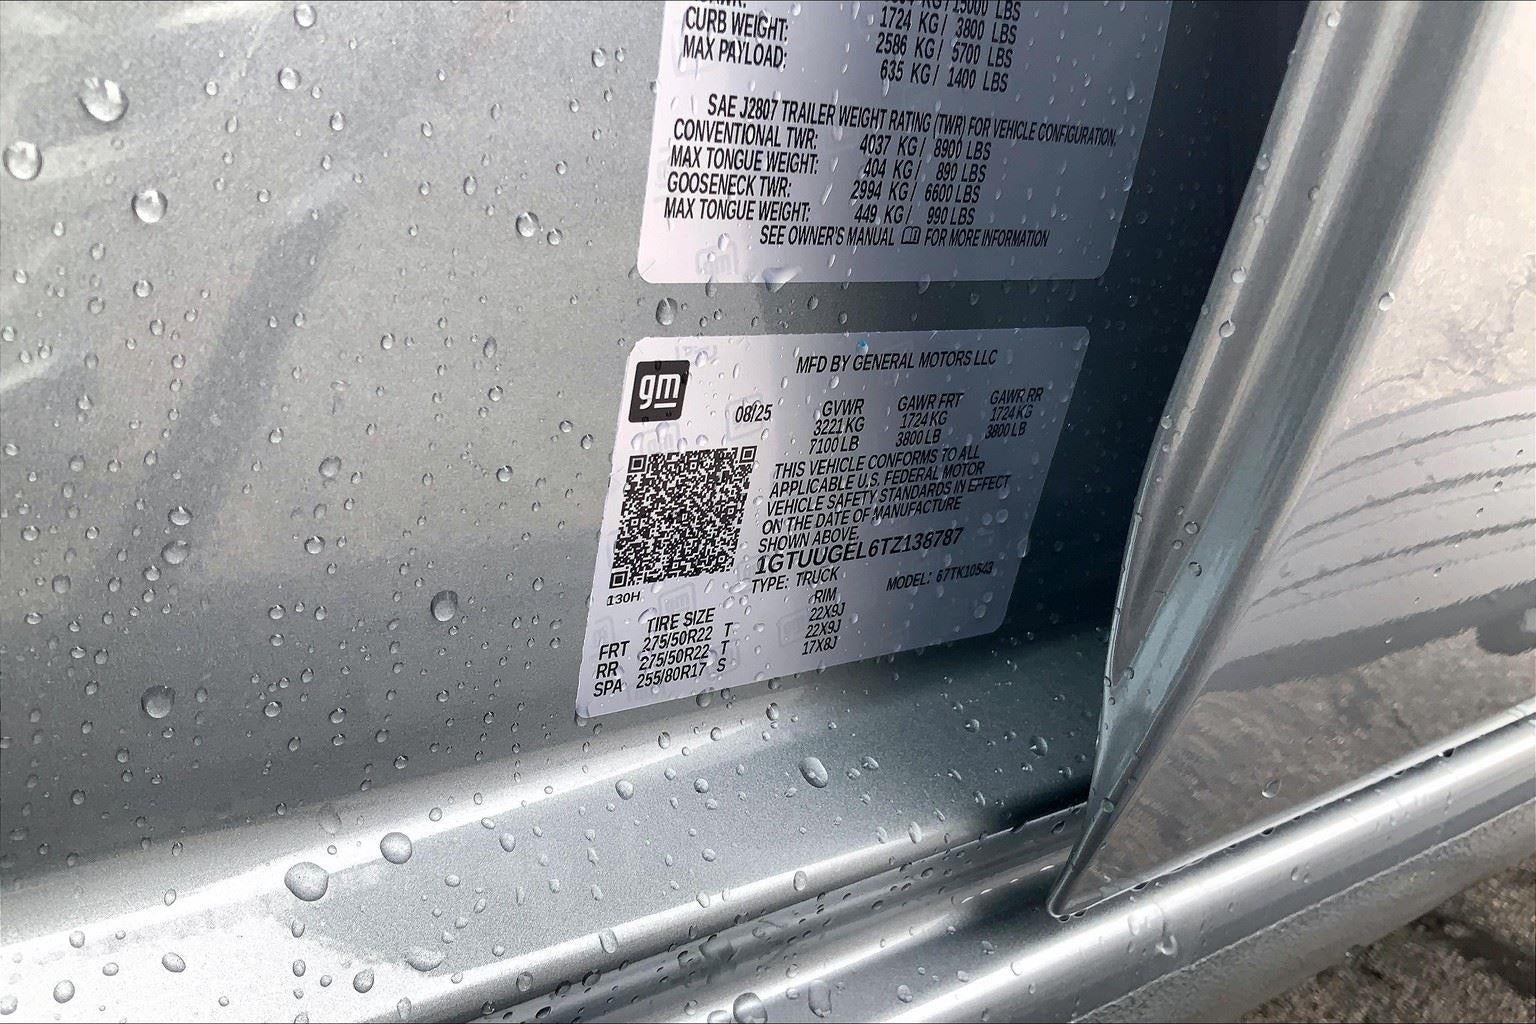 KG/ 15000 LBS
CURB WEIGHT: 1724 KG/ 3800 LBS
MAX PAYLOAD: 2586 KG/ 5700 LBS
635 KG/ 1400 LBS
SAE J2807 TRAILER WEIGHT RATING (TWR) FOR VEHICLE CONFIGURATION.
CONVENTIONAL TWR: 4037 KG/ 8900 LBS
MAX TONGUE WEIGHT: 404 KG/ 890 LBS
GOOSENECK TWR: 2994 KG/ 6600 LBS
MAX TONGUE WEIGHT: 449 KG/ 990 LBS
SEE OWNER'S MANUAL FOR MORE INFORMATION
gm
MFD BY GENERAL MOTORS LLC
08/25 GVWR GAWR FRT GAWR RR
3221 KG 1724 KG 1724 KG
7100 LB 3800 LB 3800 LB
THIS VEHICLE CONFORMS TO ALL
APPLICABLE U.S. FEDERAL MOTOR
VEHICLE SAFETY STANDARDS IN EFFECT
ON THE DATE OF MANUFACTURE
SHOWN ABOVE.
1GTUUGEL6TZ138787
TYPE: TRUCK MODEL: 67TK10543
130H
TIRE SIZE RIM
FRT 275/50R22 T 22X9J
RR 275/50R22 T 22X9J
SPA 255/80R17 S 17X8J